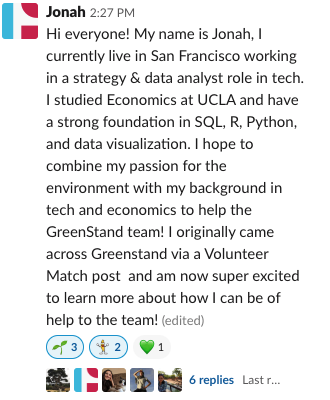 Jonah 2:27 PM
Hi everyone! My name is Jonah, I
currently live in San Francisco working
in a strategy & data analyst role in tech.
I studied Economics at UCLA and have
a strong foundation in SQL, R, Python,
and data visualization. I hope to
combine my passion for the
environment with my background in
tech and economics to help the
GreenStand team! I originally came
across Greenstand via a Volunteer
Match post and am now super excited
to learn more about how I can be of
help to the team! (edited)
3 2 1
6 replies Last r...